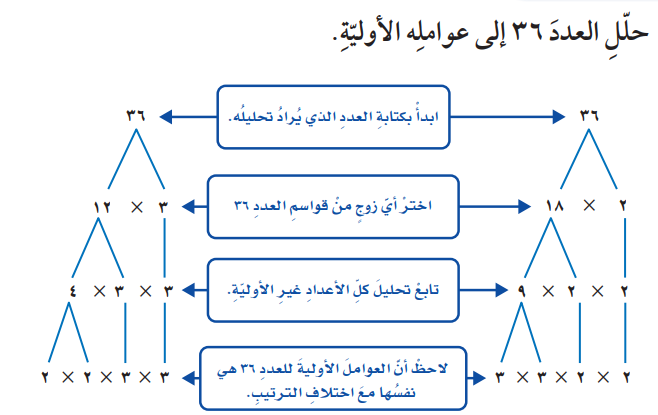 حلّلِ العددَ ٣٦ إلى عواملِه الأوليّةِ.
٣٦
ابدأْ بكتابةِ العددِ الذي يُرادُ تحليلُه.
٣٦
٢ × ١٨
اخترْ أيَّ زوجٍ منْ قواسمِ العددِ ٣٦
٣ × ١٢
٢ × ٢ × ٩
تابعْ تحليلَ كلِّ الأعدادِ غيرِ الأوليّةِ.
٣ × ٣ × ٤
٢ × ٢ × ٣ × ٣
لاحظْ أنّ العواملَ الأوليةَ للعددِ ٣٦ هي
نفسُها معَ اختلافِ الترتيبِ.
٣ × ٣ × ٢ × ٢